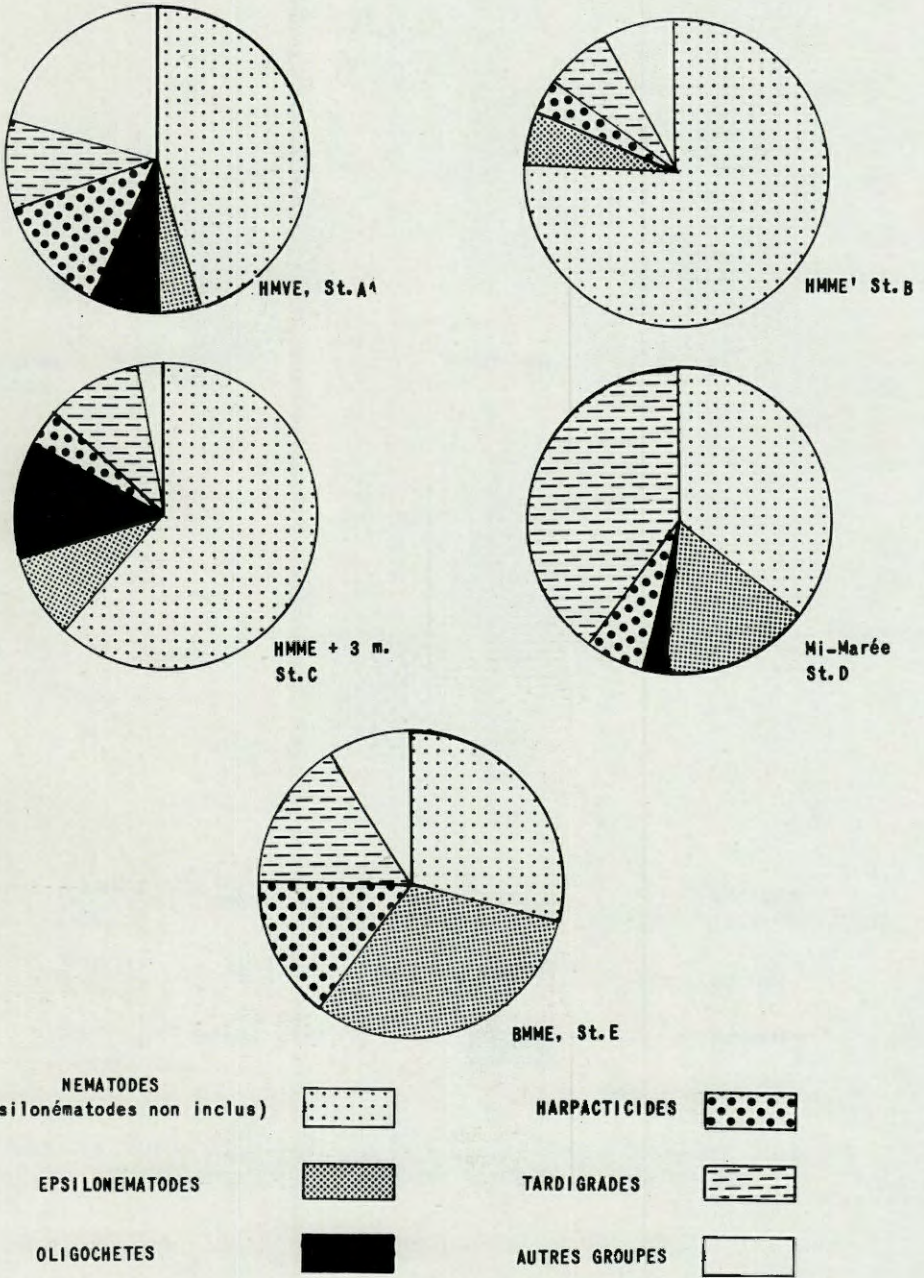 HMVE, St.A
HMME' St.B
HMME + 3 m.
St.C
Mi-Marée
St.D
BMME, St.E
NEMATODES
silonématodes non inclus)
HARPACTICIDES
EPSILONEMATODES
TARDIGRADES
OLIGOCHETES
AUTRES GROUPES